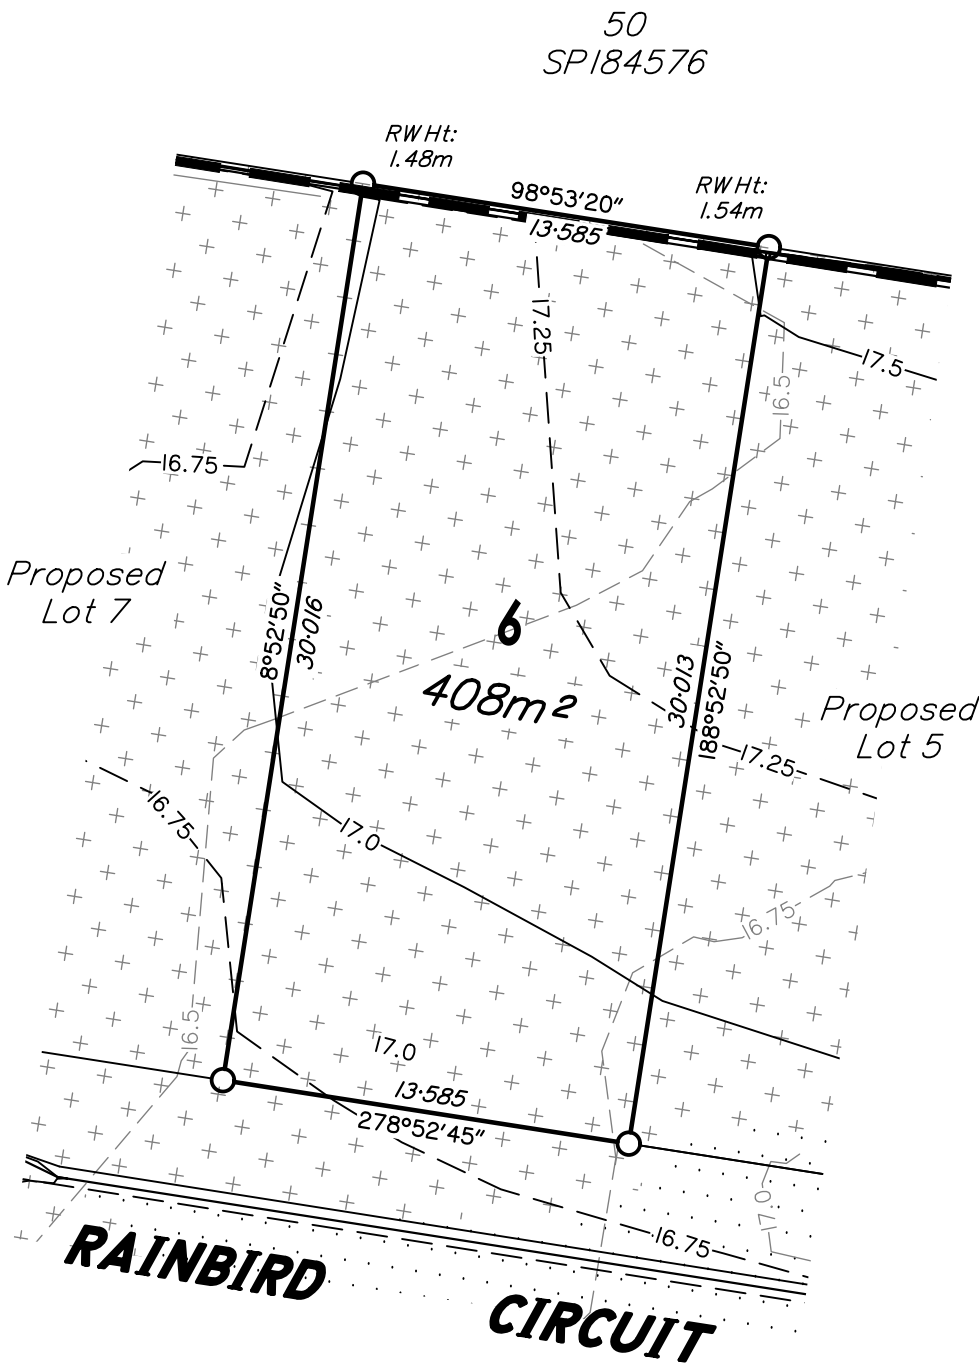 50
SP184576
RW Ht:
1.48m
98°53'20"
RW Ht:
1.54m
13·585
17.25
17.5
16.5
16.75
Proposed
Lot 7
8°52'50"
30·016
6
408m²
30·013
188°52'50"
Proposed
Lot 5
17.25
16.75
17.0
16.75
16.5
17.0
13·585
278°52'45"
17.0
16.75
RAINBIRD
CIRCUIT